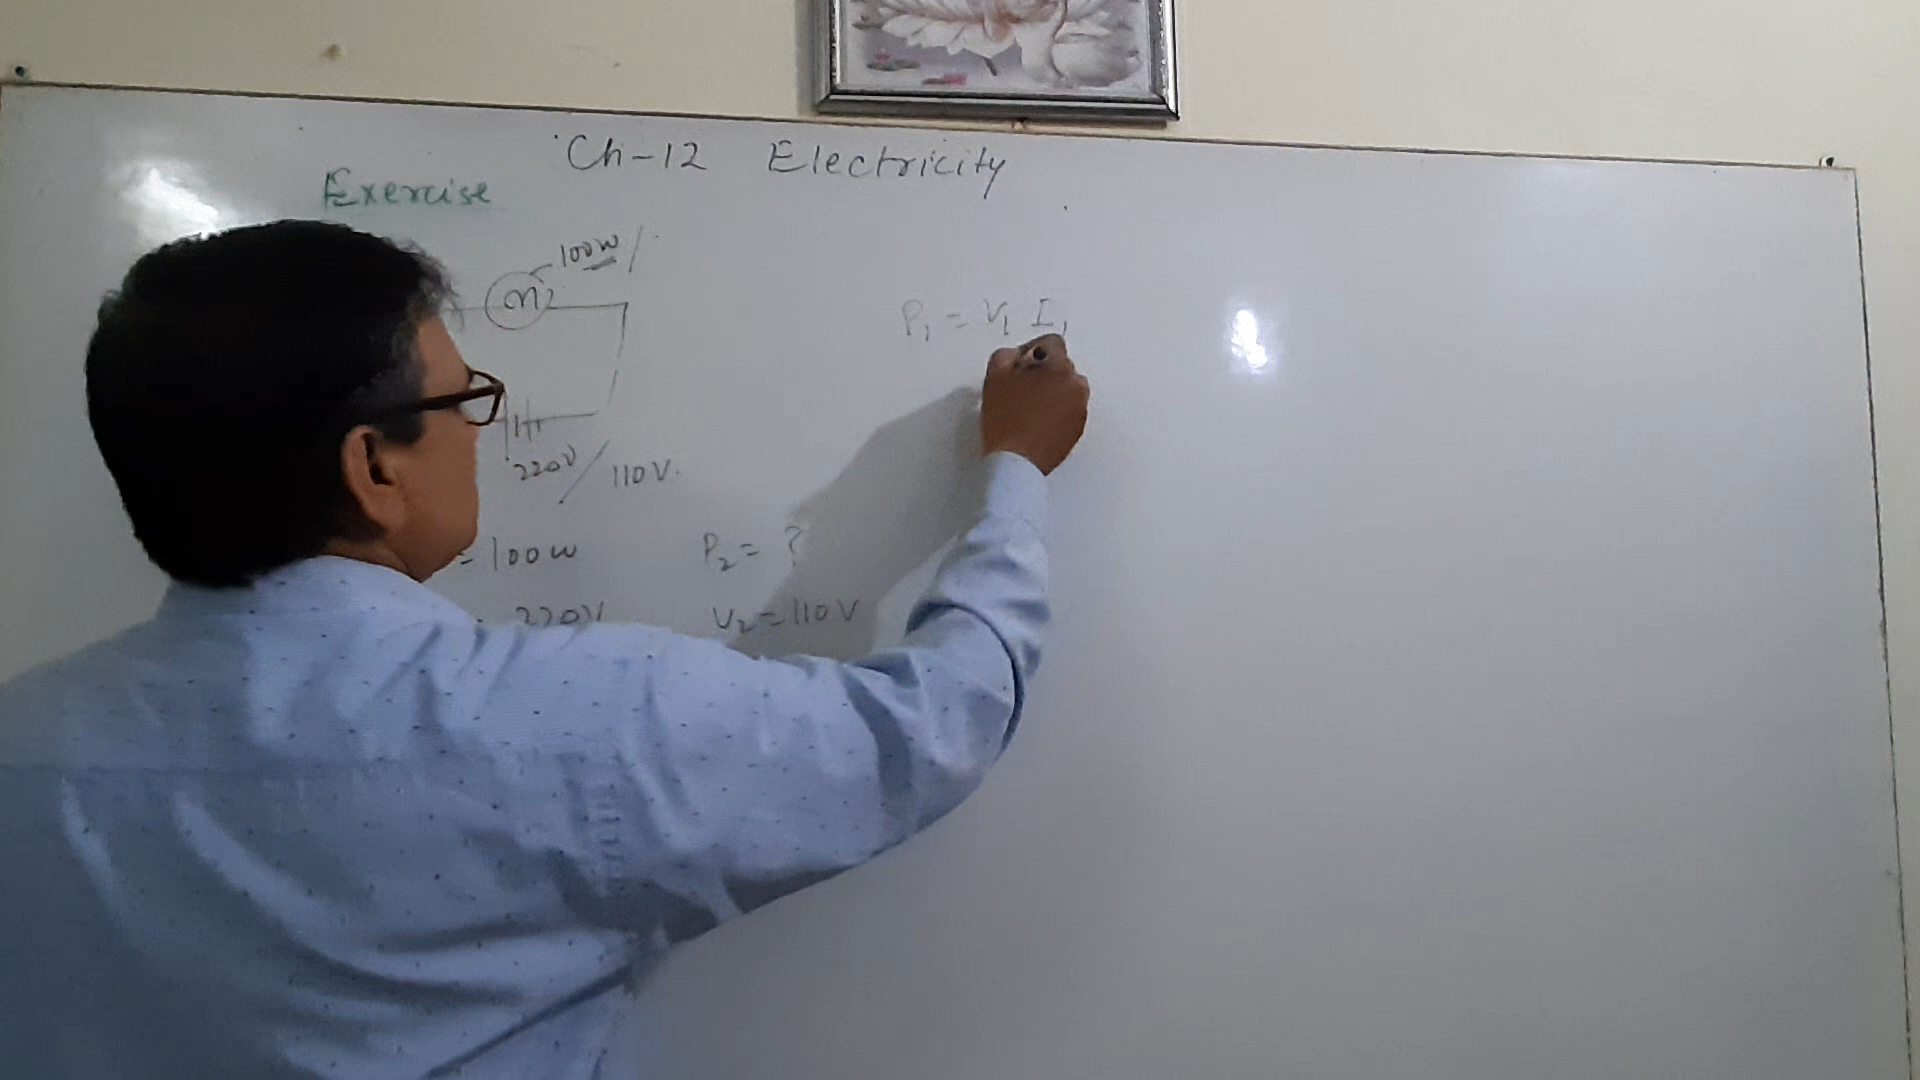 Ch-12 Electricity
Exercise
100W /
220V / 110V.
= 100W P₂ = ?
220V V₂ = 110V
P₁ = V₁ I₁